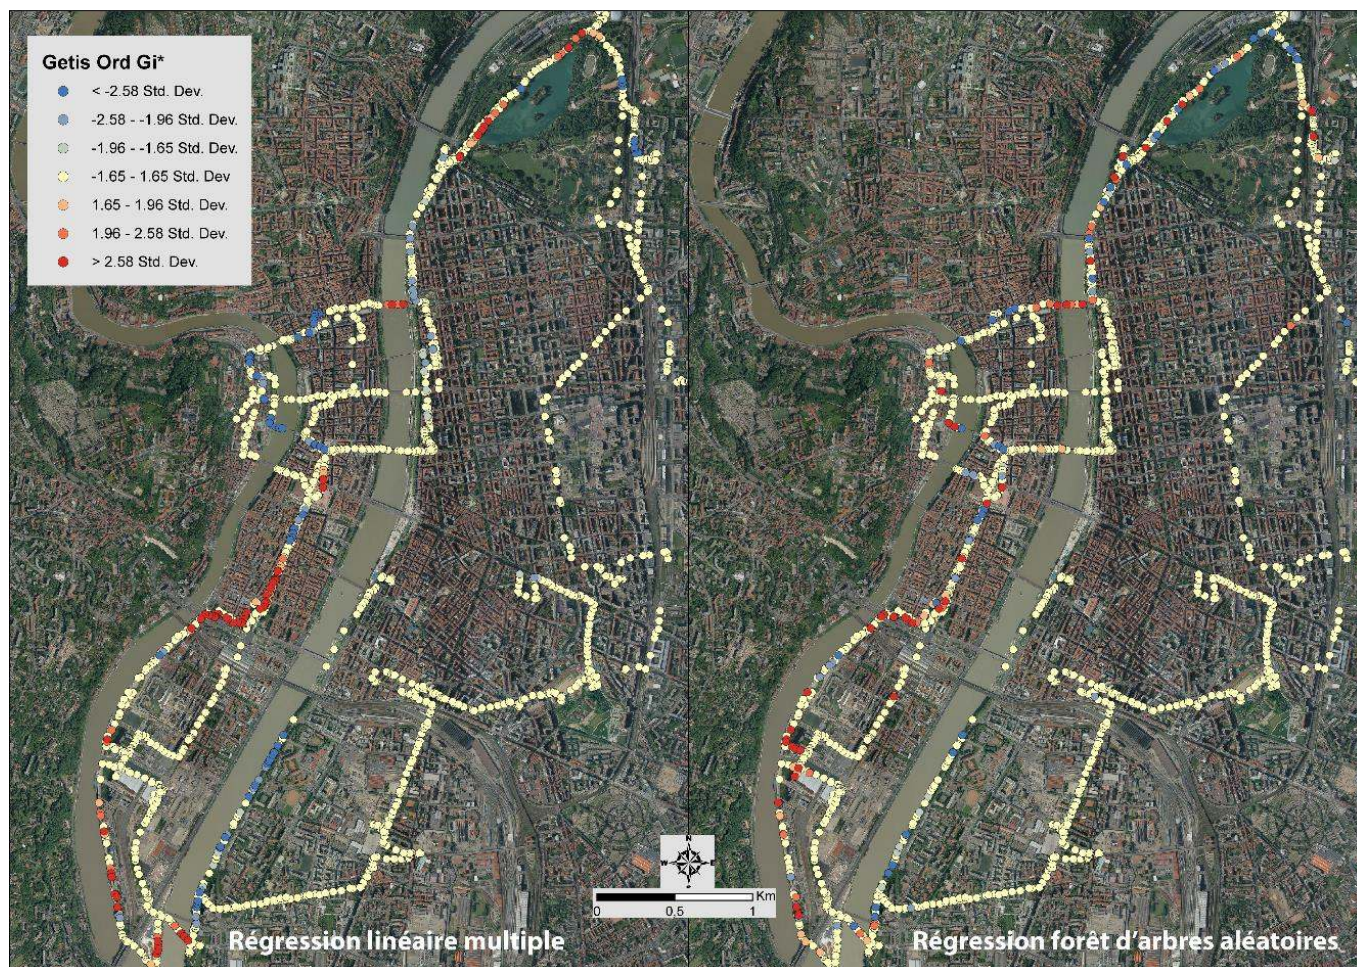 Getis Ord Gi*
< -2.58 Std. Dev.
-2.58 - -1.96 Std. Dev.
-1.96 - -1.65 Std. Dev.
-1.65 - 1.65 Std. Dev
1.65 - 1.96 Std. Dev.
1.96 - 2.58 Std. Dev.
> 2.58 Std. Dev.
N
W E
S
Km
0 0,5 1
Régression linéaire multiple
Régression forêt d'arbres aléatoires